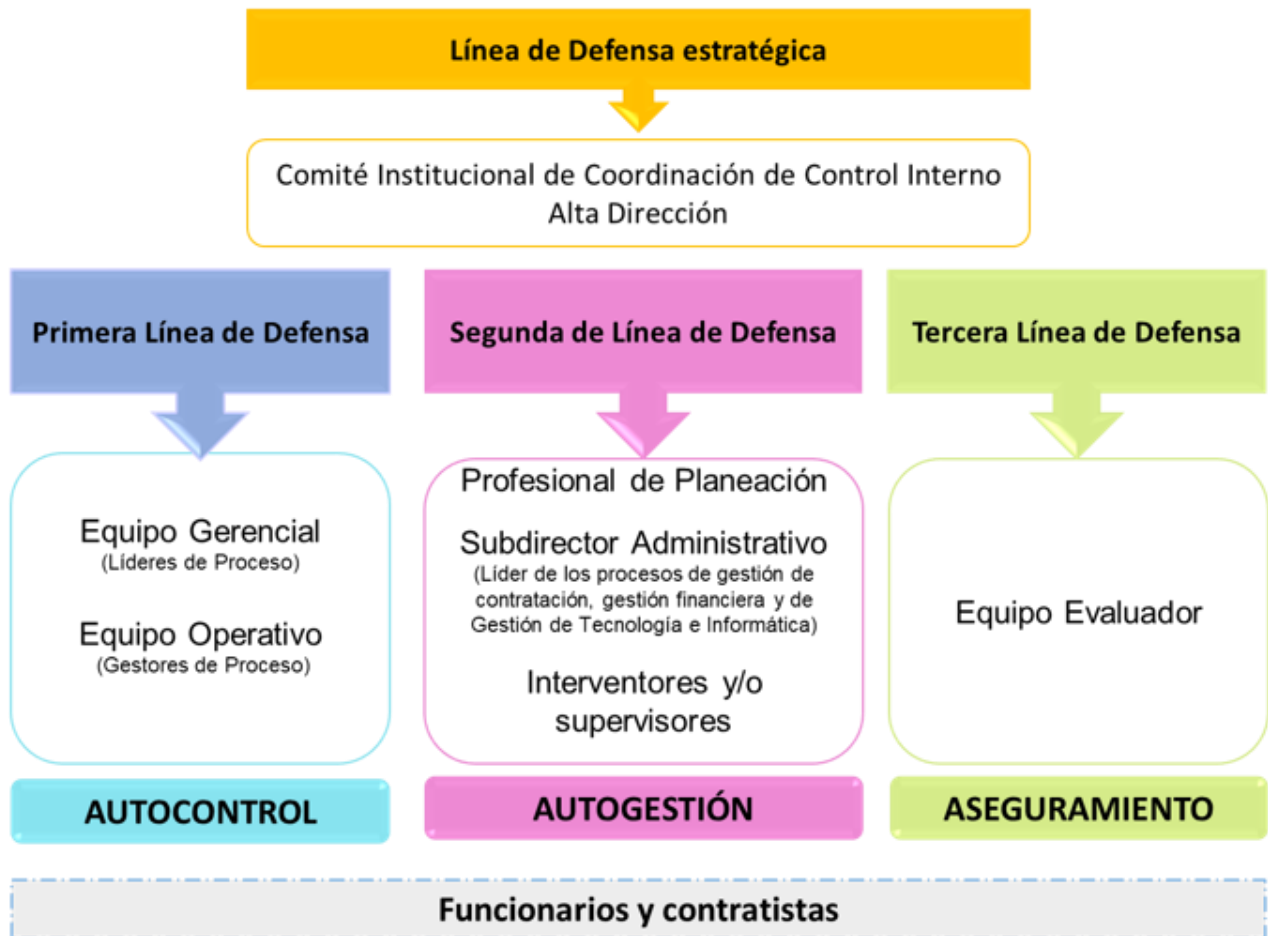 Línea de Defensa estratégica
Comité Institucional de Coordinación de Control Interno
Alta Dirección
Primera Línea de Defensa
Equipo Gerencial
(Líderes de Proceso)
Equipo Operativo
(Gestores de Proceso)
AUTOCONTROL
Segunda de Línea de Defensa
Profesional de Planeación
Subdirector Administrativo
(Líder de los procesos de gestión de
contratación, gestión financiera y de
Gestión de Tecnología e Informática)
Interventores y/o
supervisores
AUTOGESTIÓN
Tercera Línea de Defensa
Equipo Evaluador
ASEGURAMIENTO
Funcionarios y contratistas